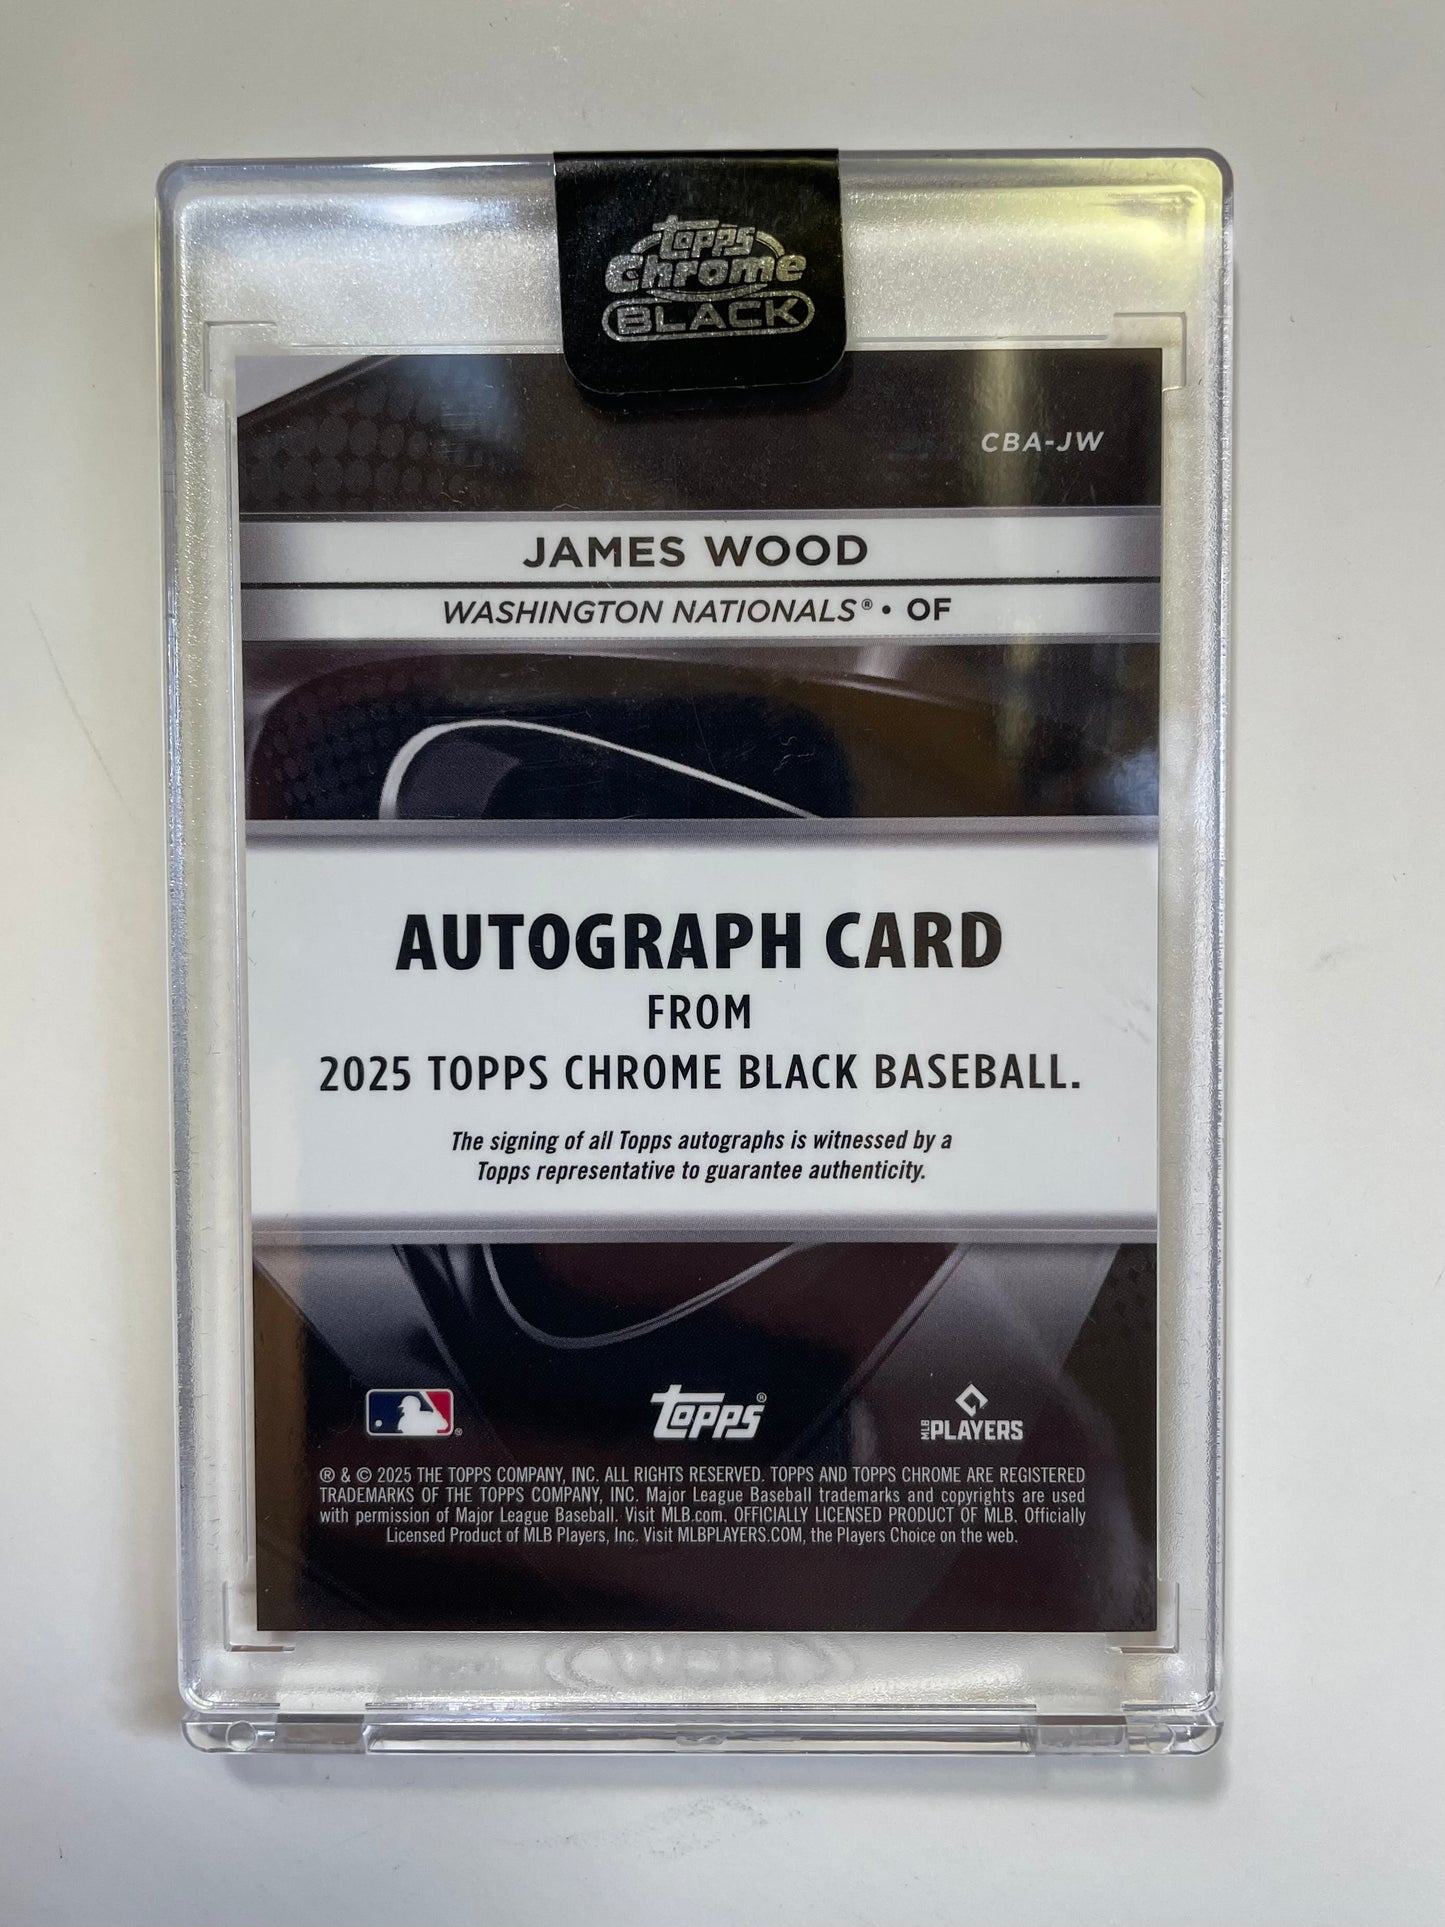 topps
Chrome
BLACK
CBA-JW
JAMES WOOD
WASHINGTON NATIONALS® • OF
AUTOGRAPH CARD
FROM
2025 TOPPS CHROME BLACK BASEBALL.
The signing of all Topps autographs is witnessed by a
Topps representative to guarantee authenticity.
topps®
MLB PLAYERS
® & © 2025 THE TOPPS COMPANY, INC. ALL RIGHTS RESERVED. TOPPS AND TOPPS CHROME ARE REGISTERED
TRADEMARKS OF THE TOPPS COMPANY, INC. Major League Baseball trademarks and copyrights are used
with permission of Major League Baseball. Visit MLB.com. OFFICIALLY LICENSED PRODUCT OF MLB. Officially
Licensed Product of MLB Players, Inc. Visit MLBPLAYERS.COM, the Players Choice on the web.